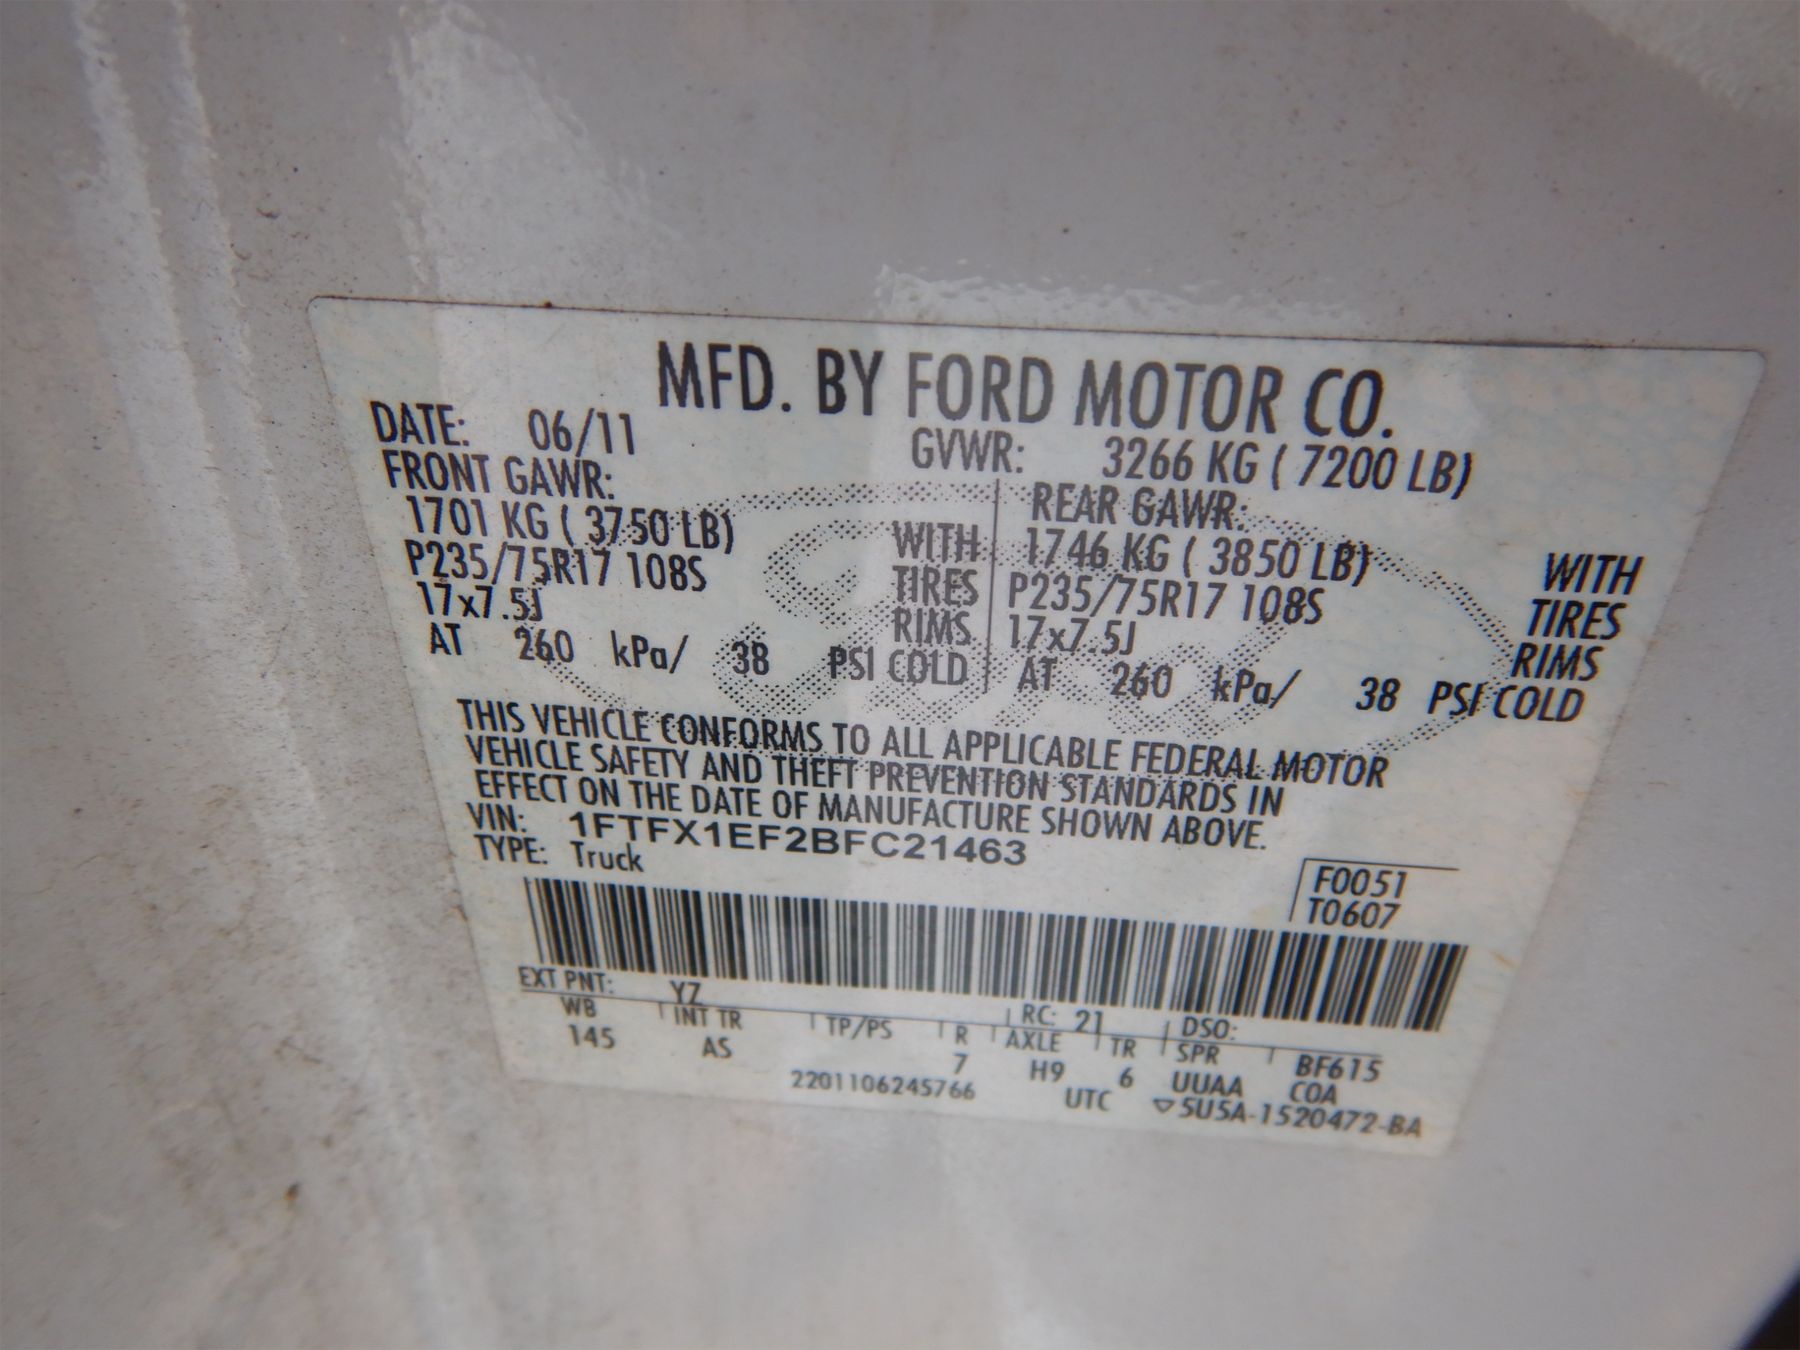 MFD. BY FORD MOTOR CO.
DATE: 06/11 GVWR: 3266 KG ( 7200 LB)
FRONT GAWR: REAR GAWR:
1701 KG ( 3750 LB) WITH 1746 KG ( 3850 LB) WITH
P235/75R17 108S TIRES P235/75R17 108S TIRES
17x7.5J RIMS 17x7.5J RIMS
AT 260 kPa/ 38 PSI COLD AT 260 kPa/ 38 PSI COLD
THIS VEHICLE CONFORMS TO ALL APPLICABLE FEDERAL MOTOR
VEHICLE SAFETY AND THEFT PREVENTION STANDARDS IN
EFFECT ON THE DATE OF MANUFACTURE SHOWN ABOVE.
VIN: 1FTFX1EF2BFC21463
TYPE: Truck
F0051
T0607
EXT PNT: YZ RC: 21 DSO:
WB INT TR TP/PS R AXLE TR SPR BF615
145 AS 7 H9 6 UUAA COA
2201106245766 UTC ▽5U5A-1520472-BA